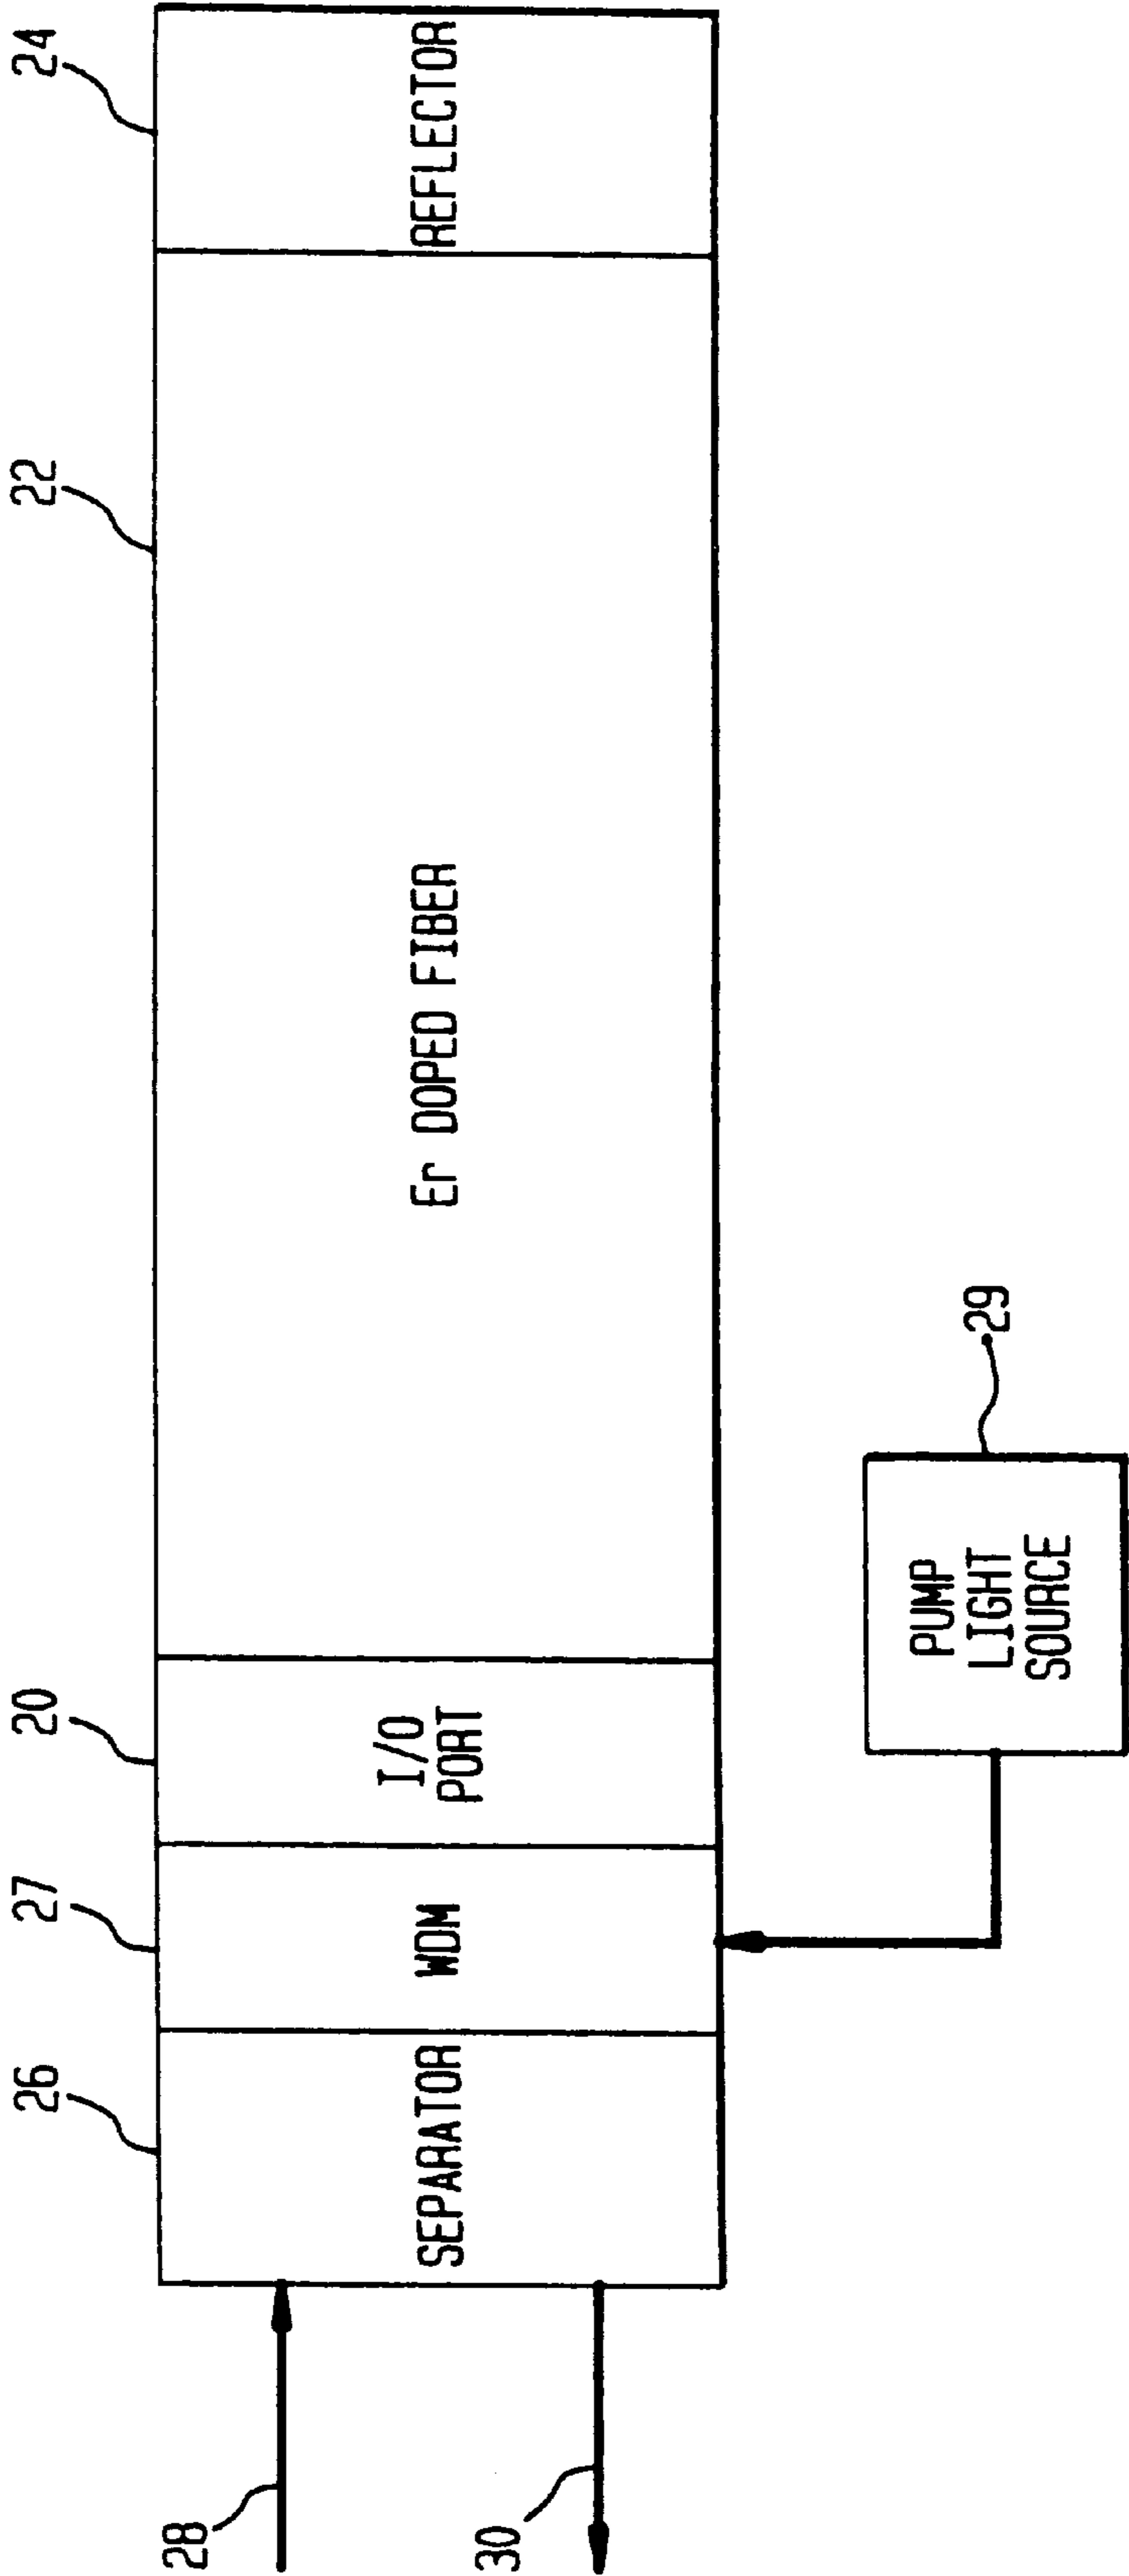 26
27
20
22
24
28
30
SEPARATOR
WDM
I/O
PORT
Er DOPED FIBER
REFLECTOR
PUMP
LIGHT
SOURCE
29